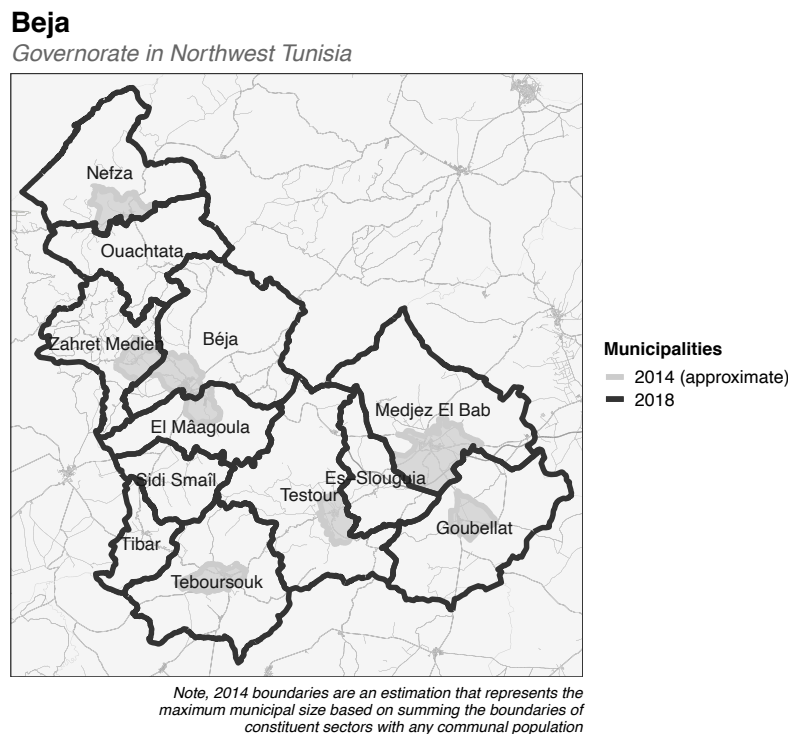 Beja
Governorate in Northwest Tunisia
Nefza
Ouachtata
Zahret Medien
Béja
Municipalities
2014 (approximate)
2018
Medjez El Bab
El Mâagoula
Sidi Smaîl
Es-Slouguia
Testour
Goubellat
Tibar
Teboursouk
Note, 2014 boundaries are an estimation that represents the
maximum municipal size based on summing the boundaries of
constituent sectors with any communal population